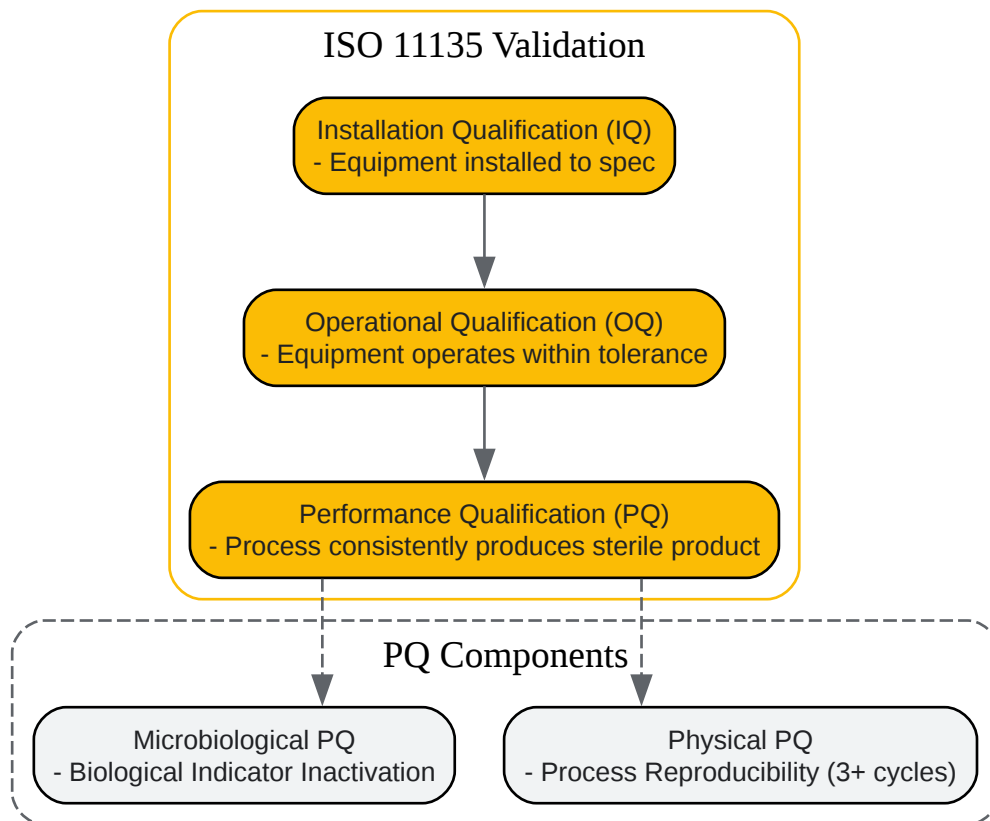 ISO 11135 Validation
Installation Qualification (IQ)
- Equipment installed to spec
Operational Qualification (OQ)
- Equipment operates within tolerance
Performance Qualification (PQ)
- Process consistently produces sterile product
PQ Components
Microbiological PQ
- Biological Indicator Inactivation
Physical PQ
- Process Reproducibility (3+ cycles)